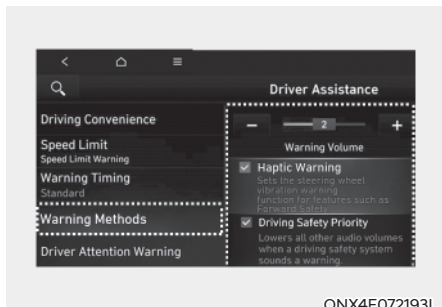 Driver Assistance
Driving Convenience
Speed Limit
Speed Limit Warning
Warning Timing
Standard
Warning Methods
Driver Attention Warning
− 2 +
Warning Volume
Haptic Warning
Sets the steering wheel
vibration warning
function for features such as
Forward Safety
Driving Safety Priority
Lowers all other audio volumes
when a driving safety system
sounds a warning.
ONX4E072193L